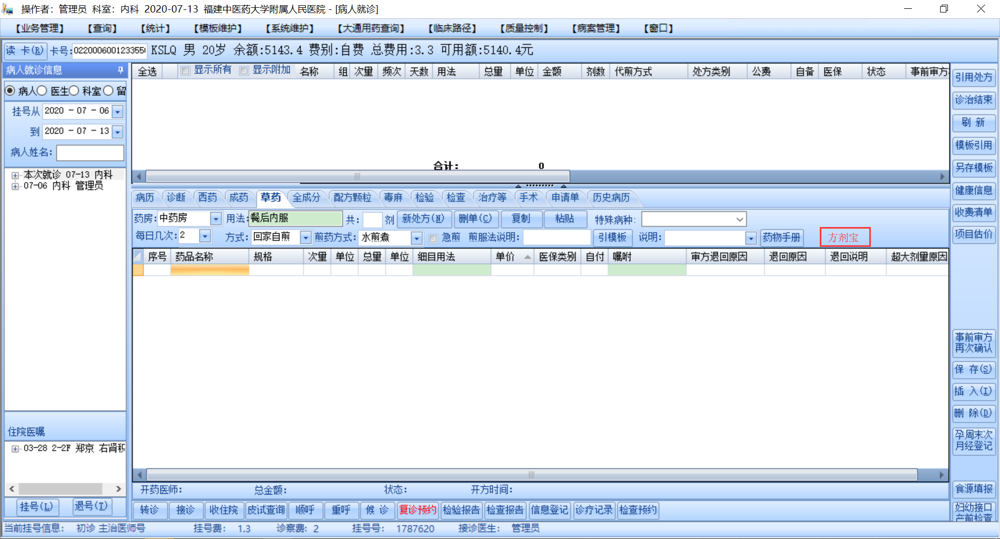 操作者：管理员 科室：内科 2020-07-13 福建中医药大学附属人民医院 - [病人就诊]
【业务管理】 【查询】 【统计】 【模板维护】 【系统维护】 【大通用药查询】 【临床路径】 【质量控制】 【病案管理】 【窗口】
读 卡(R) 卡号: 022000600123355 KSLQ 男 20岁 余额:5143.4 费别:自费 总费用:3.3 可用额:5140.4元
病人就诊信息
病人 医生 科室 留
挂号从 2020 - 07 - 06
到 2020 - 07 - 13
病人姓名:
本次就诊 07-13 内科
07-06 内科 管理员
住院医嘱
03-28 2-2F 郑京 右肾积
挂号(L) 退号(T)
全选 显示所有 显示附加 名称 组 次量 频次 天数 用法 总量 单位 金额 剂数 代煎方式 处方类别 公费 自备 医保 状态 事前审方
合计: 0
病历 诊断 西药 成药 草药 全成分 配方颗粒 毒麻 检验 检查 治疗等 手术 申请单 历史病历
药房: 中药房 用法: 餐后内服 共: 剂 新处方(N) 删单(C) 复制 粘贴 特殊病种:
每日几次: 2 方式: 回家自煎 煎药方式: 水煎煮 急煎 煎服法说明: 引模板 说明: 药物手册 方剂宝
序号 药品名称 规格 次量 单位 总量 单位 细目用法 单价 医保类别 自付 嘱咐 审方退回原因 退回原因 退回说明 超大剂量原因
开药医师: 总金额: 状态: 开方时间:
转诊 接诊 收住院 皮试查询 顺呼 重呼 候 诊 复诊预约 检验报告 检查报告 信息登记 诊疗记录 检查预约
引用处方
诊治结束
刷 新
模板引用
另存模板
健康信息
收费清单
项目估价
事前审方
再次确认
保 存(S)
插 入(I)
删 除(D)
孕周末次
月经登记
食源填报
妇幼接口
产前检查
当前挂号信息: 初诊 主治医师号 挂号费: 1.3 诊察费: 2 挂号号: 1787620 接诊医生: 管理员